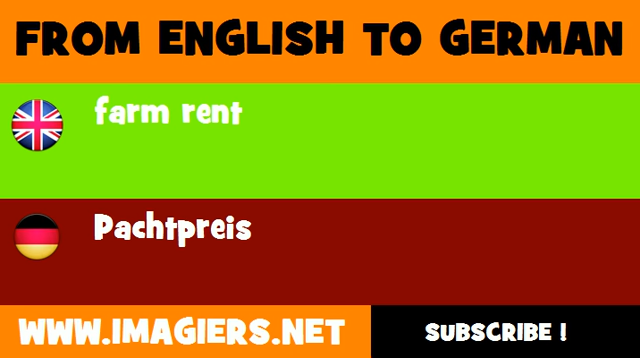 FROM ENGLISH TO GERMAN
farm rent
Pachtpreis
WWW.IMAGIERS.NET
SUBSCRIBE !